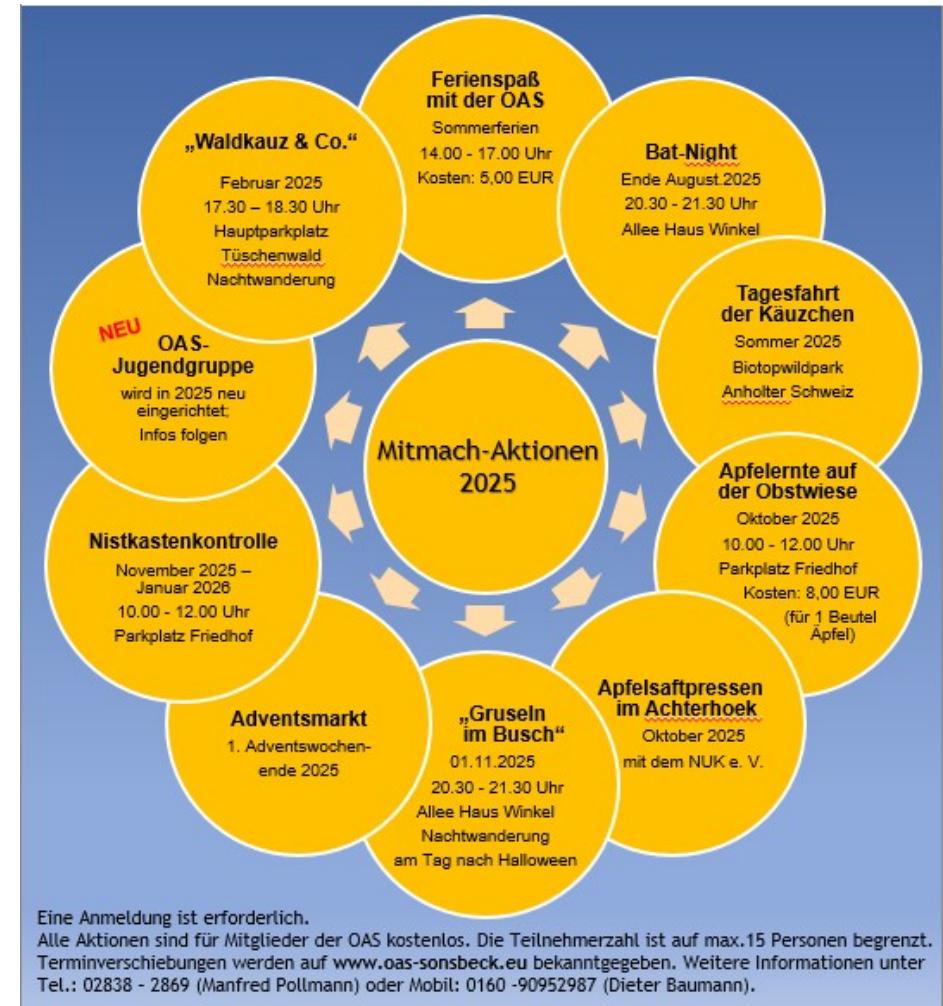 Ferienspaß
mit der OAS
Sommerferien
14.00 - 17.00 Uhr
Kosten: 5,00 EUR
Bat-Night
Ende August.2025
20.30 - 21.30 Uhr
Allee Haus Winkel
Tagesfahrt
der Käuzchen
Sommer 2025
Biotopwildpark
Anholter Schweiz
Apfelernte auf
der Obstwiese
Oktober 2025
10.00 - 12.00 Uhr
Parkplatz Friedhof
Kosten: 8,00 EUR
(für 1 Beutel
Äpfel)
Apfelsaftpressen
im Achterhoek
Oktober 2025
mit dem NUK e. V.
„Gruseln
im Busch“
01.11.2025
20.30 - 21.30 Uhr
Allee Haus Winkel
Nachtwanderung
am Tag nach Halloween
Adventsmarkt
1. Adventswochen-
ende 2025
Nistkastenkontrolle
November 2025 –
Januar 2026
10.00 - 12.00 Uhr
Parkplatz Friedhof
NEU
OAS-
Jugendgruppe
wird in 2025 neu
eingerichtet;
Infos folgen
„Waldkauz & Co.“
Februar 2025
17.30 – 18.30 Uhr
Hauptparkplatz
Tüschenwald
Nachtwanderung
Mitmach-Aktionen
2025
Eine Anmeldung ist erforderlich.
Alle Aktionen sind für Mitglieder der OAS kostenlos. Die Teilnehmerzahl ist auf max.15 Personen begrenzt.
Terminverschiebungen werden auf www.oas-sonsbeck.eu bekanntgegeben. Weitere Informationen unter
Tel.: 02838 - 2869 (Manfred Pollmann) oder Mobil: 0160 -90952987 (Dieter Baumann).